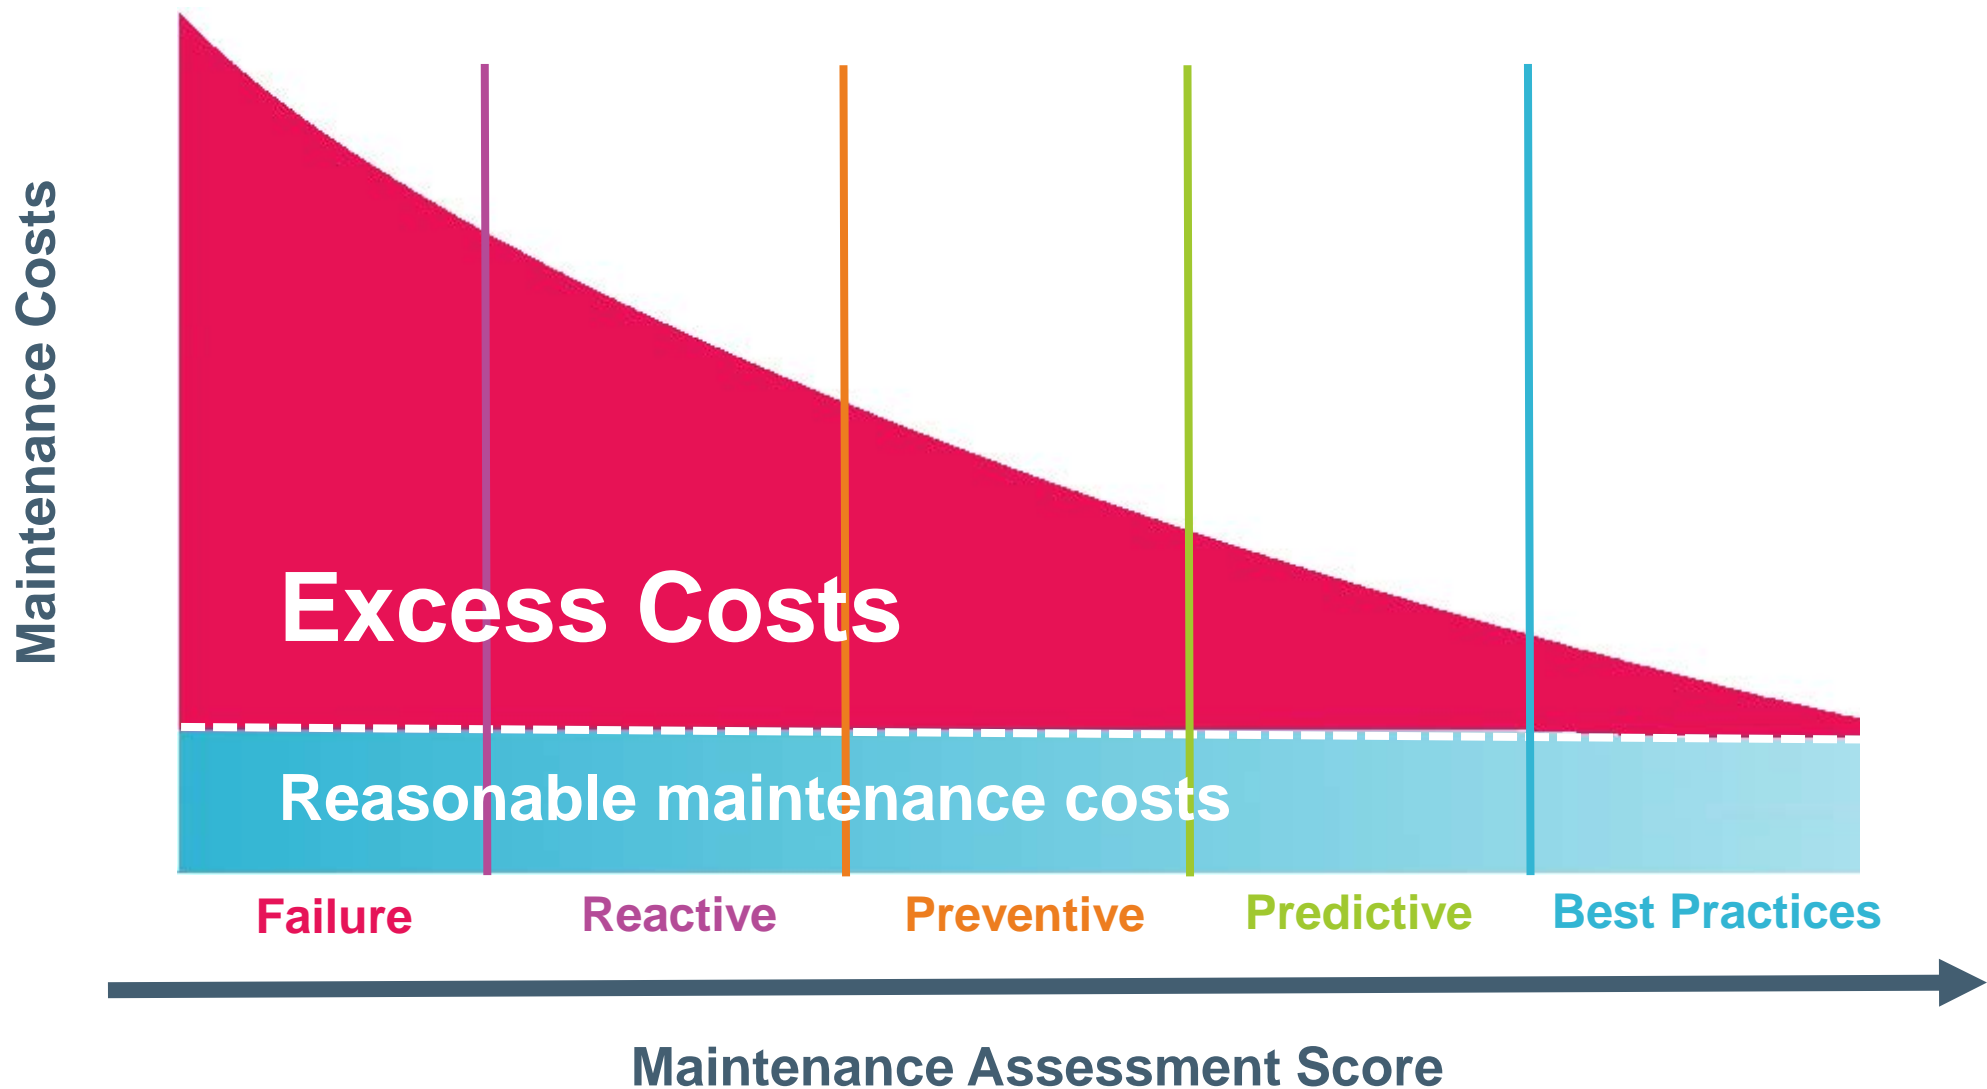 Maintenance Costs
Excess Costs
Reasonable maintenance costs
Failure
Reactive
Preventive
Predictive
Best Practices
Maintenance Assessment Score